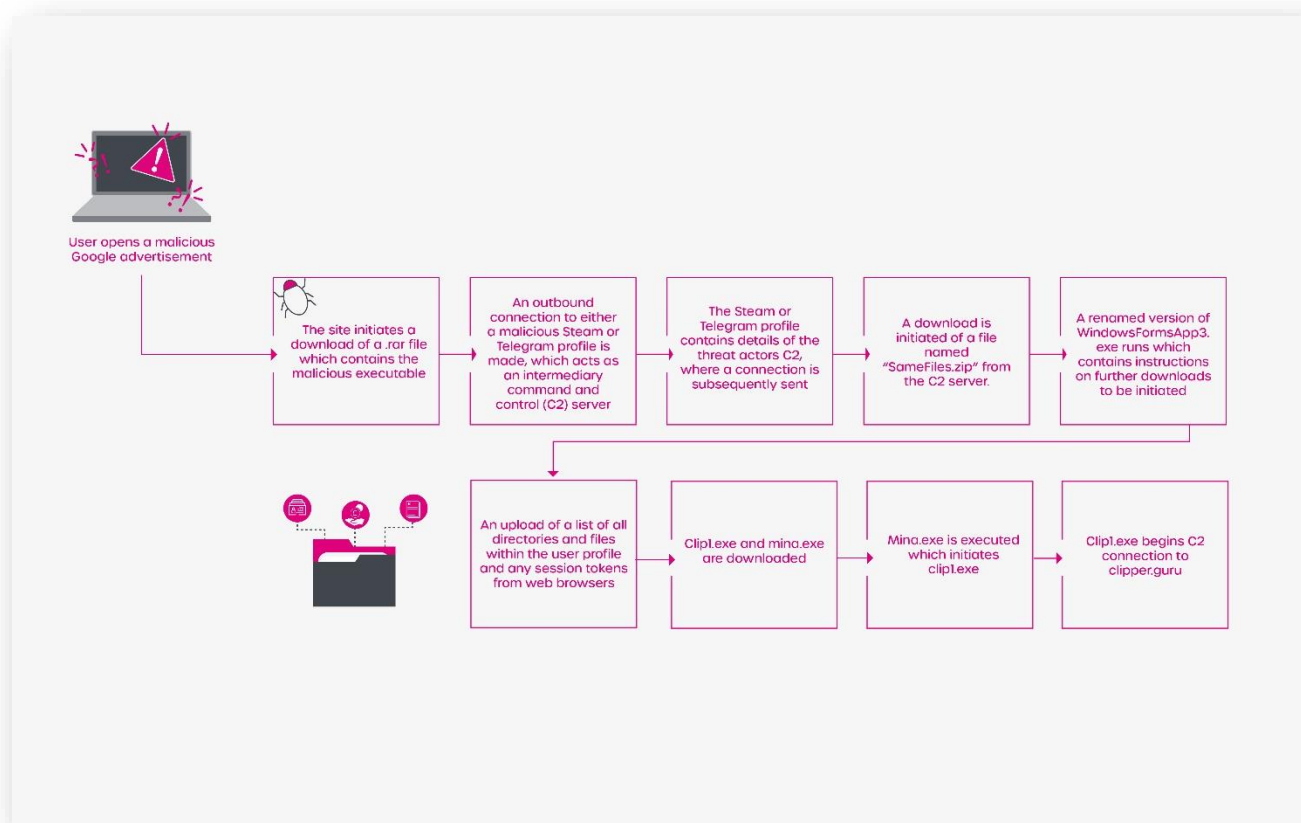 User opens a malicious
Google advertisement
The site initiates a
download of a .rar file
which contains the
malicious executable
An outbound
connection to either
a malicious Steam or
Telegram profile is
made, which acts as
an intermediary
command and
control (C2) server
The Steam or
Telegram profile
contains details of the
threat actors C2,
where a connection is
subsequently sent
A download is
initiated of a file
named
“SameFiles.zip” from
the C2 server.
A renamed version of
WindowsFormsApp3.
exe runs which
contains instructions
on further downloads
to be initiated
An upload of a list of all
directories and files
within the user profile
and any session tokens
from web browsers
Clip1.exe and mina.exe
are downloaded
Mina.exe is executed
which initiates
clip1.exe
Clip1.exe begins C2
connection to
clipper.guru